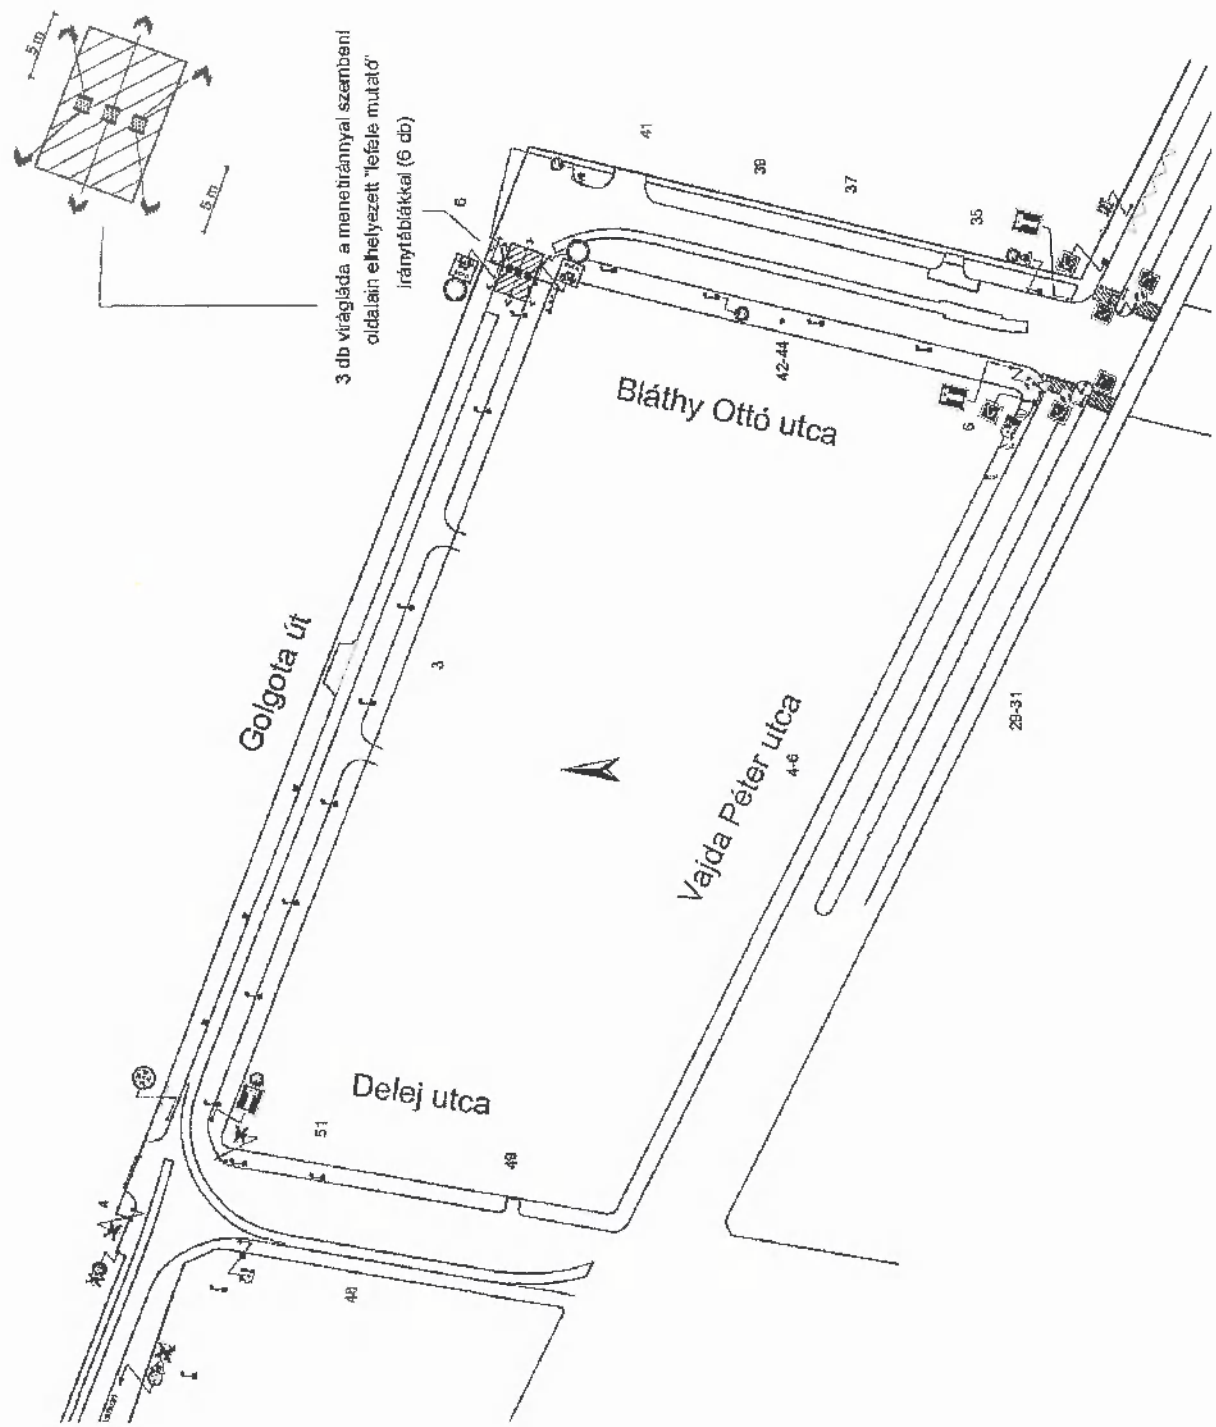 5 m
5 m
3 db virágláda a menetiránnyal szembeni
oldalain elhelyezett "lefele mutató"
iránytáblákkal (6 db)
6
41
39
37
35
42-44
Bláthy Ottó utca
6
Golgota út
3
Vajda Péter utca
4-6
29-31
Delej utca
51
49
4
48